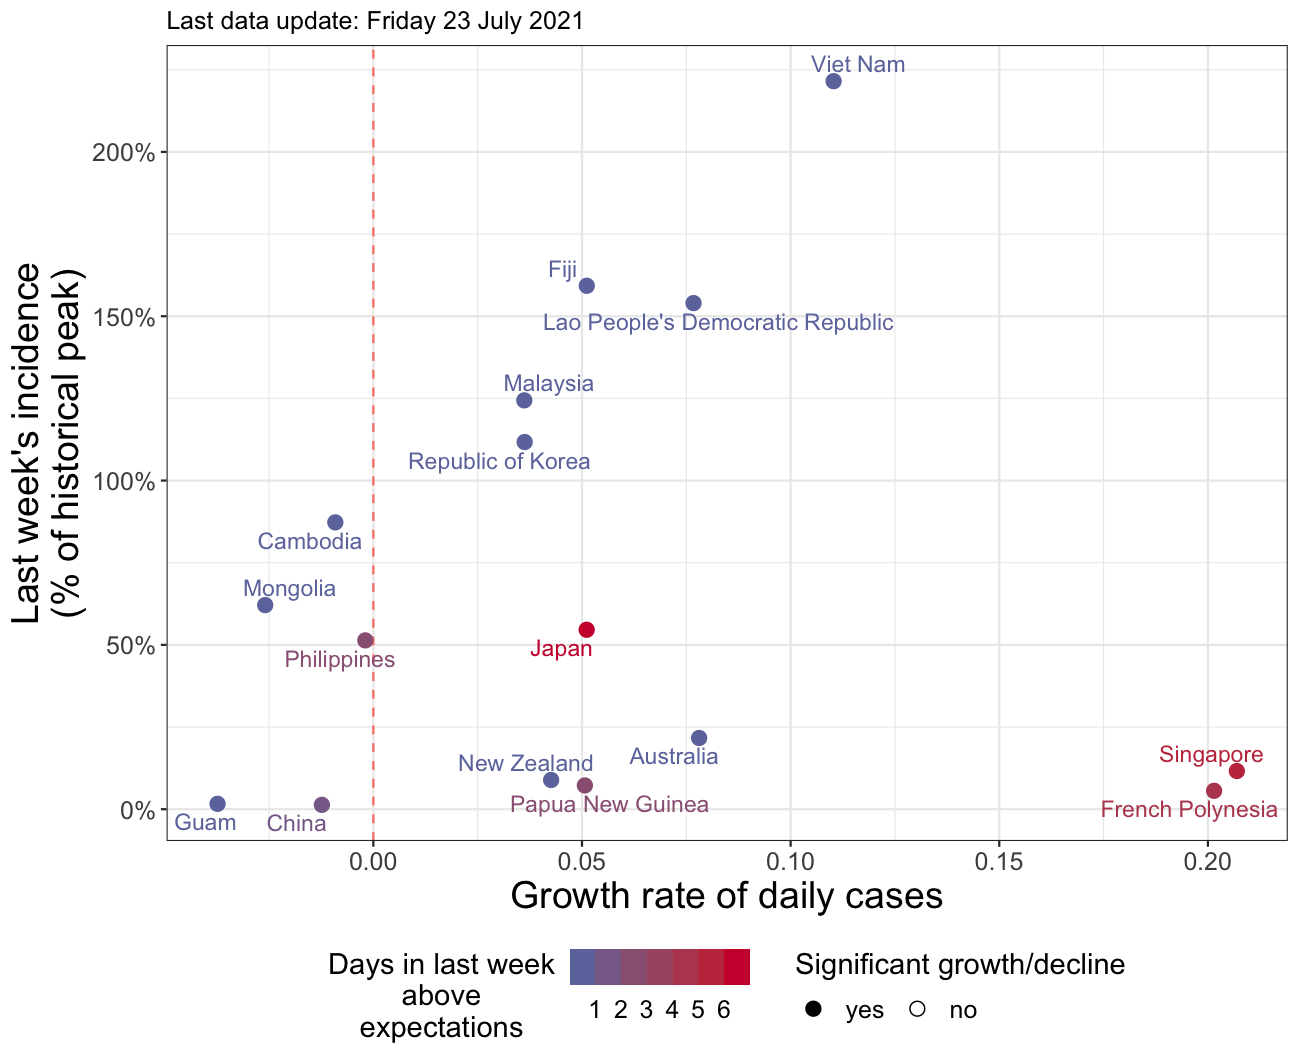 Last data update: Friday 23 July 2021
Last week's incidence
(% of historical peak)
200%
150%
100%
50%
0%
Viet Nam
Fiji
Lao People's Democratic Republic
Malaysia
Republic of Korea
Cambodia
Mongolia
Philippines
Japan
New Zealand
Australia
Papua New Guinea
Singapore
French Polynesia
Guam
China
0.00 0.05 0.10 0.15 0.20
Growth rate of daily cases
Days in last week
above
expectations
1 2 3 4 5 6
Significant growth/decline
yes no